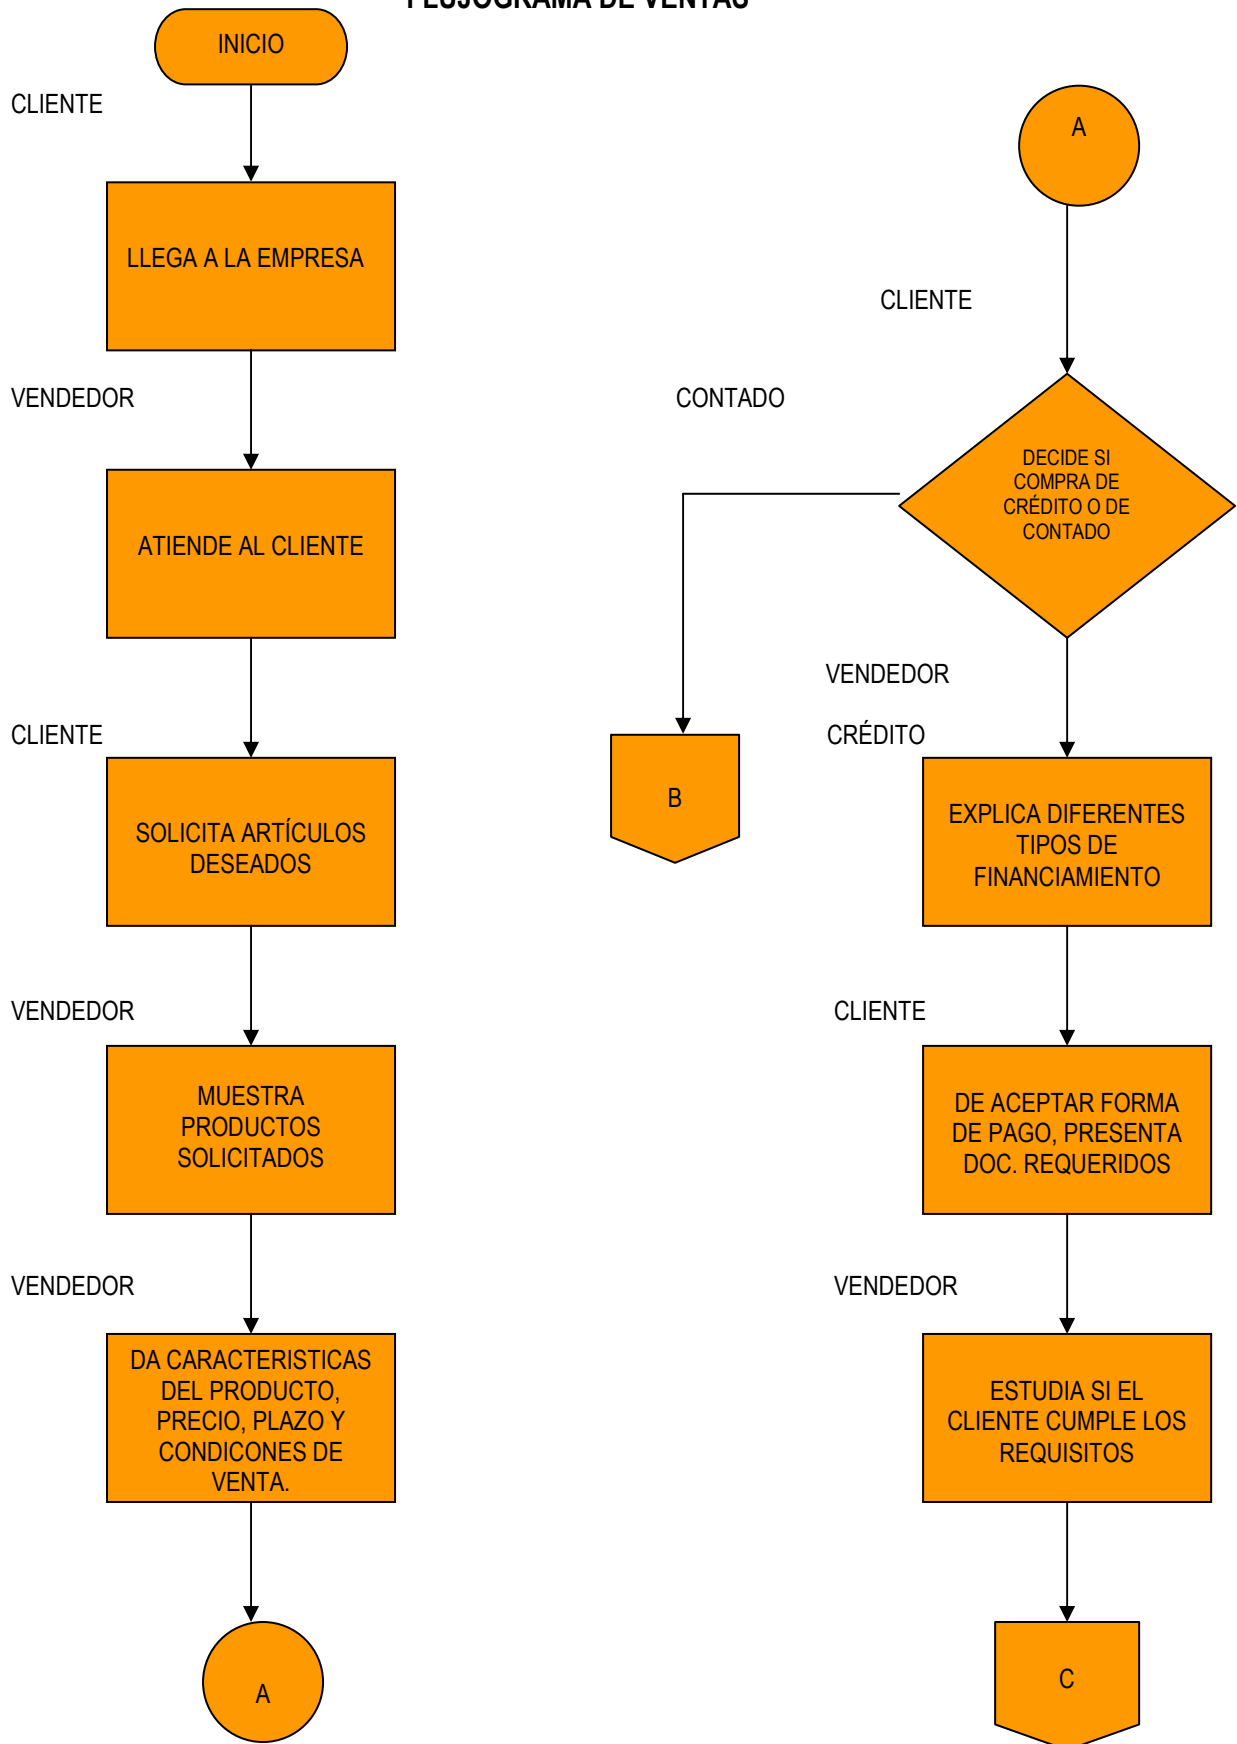 FLUJOGRAMA DE VENTAS
INICIO
CLIENTE
LLEGA A LA EMPRESA
VENDEDOR
ATIENDE AL CLIENTE
CLIENTE
SOLICITA ARTÍCULOS
DESEADOS
VENDEDOR
MUESTRA
PRODUCTOS
SOLICITADOS
VENDEDOR
DA CARACTERISTICAS
DEL PRODUCTO,
PRECIO, PLAZO Y
CONDICONES DE
VENTA.
A
A
CLIENTE
CONTADO
DECIDE SI
COMPRA DE
CRÉDITO O DE
CONTADO
B
VENDEDOR
CRÉDITO
EXPLICA DIFERENTES
TIPOS DE
FINANCIAMIENTO
CLIENTE
DE ACEPTAR FORMA
DE PAGO, PRESENTA
DOC. REQUERIDOS
VENDEDOR
ESTUDIA SI EL
CLIENTE CUMPLE LOS
REQUISITOS
C